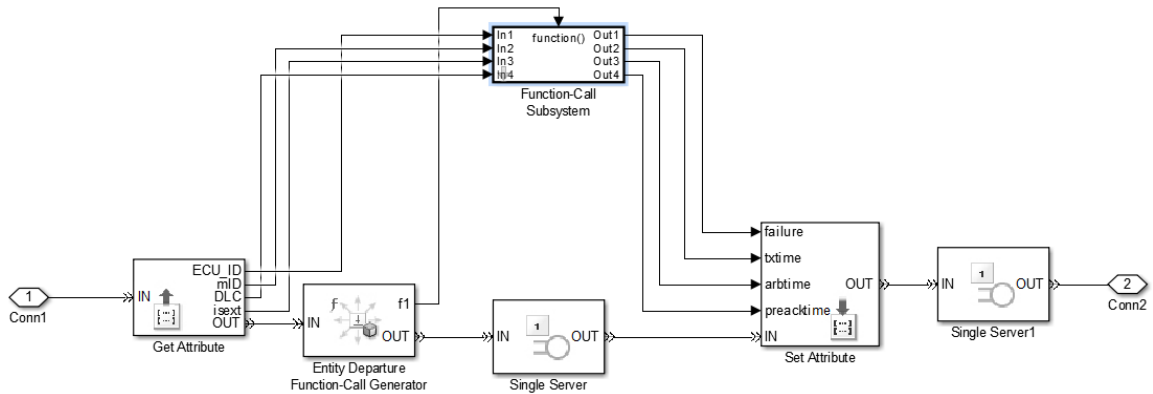 In1
In2
In3
In4
function()
Out1
Out2
Out3
Out4
Function-Call
Subsystem
1
Conn1
IN
[...]
ECU_ID
mID
DLC
isext
OUT
Get Attribute
IN
f
f1
OUT
Entity Departure
Function-Call Generator
IN
1
OUT
Single Server
failure
txtime
arbtime
preacktime
IN
OUT
[...]
Set Attribute
IN
1
OUT
Single Server1
2
Conn2